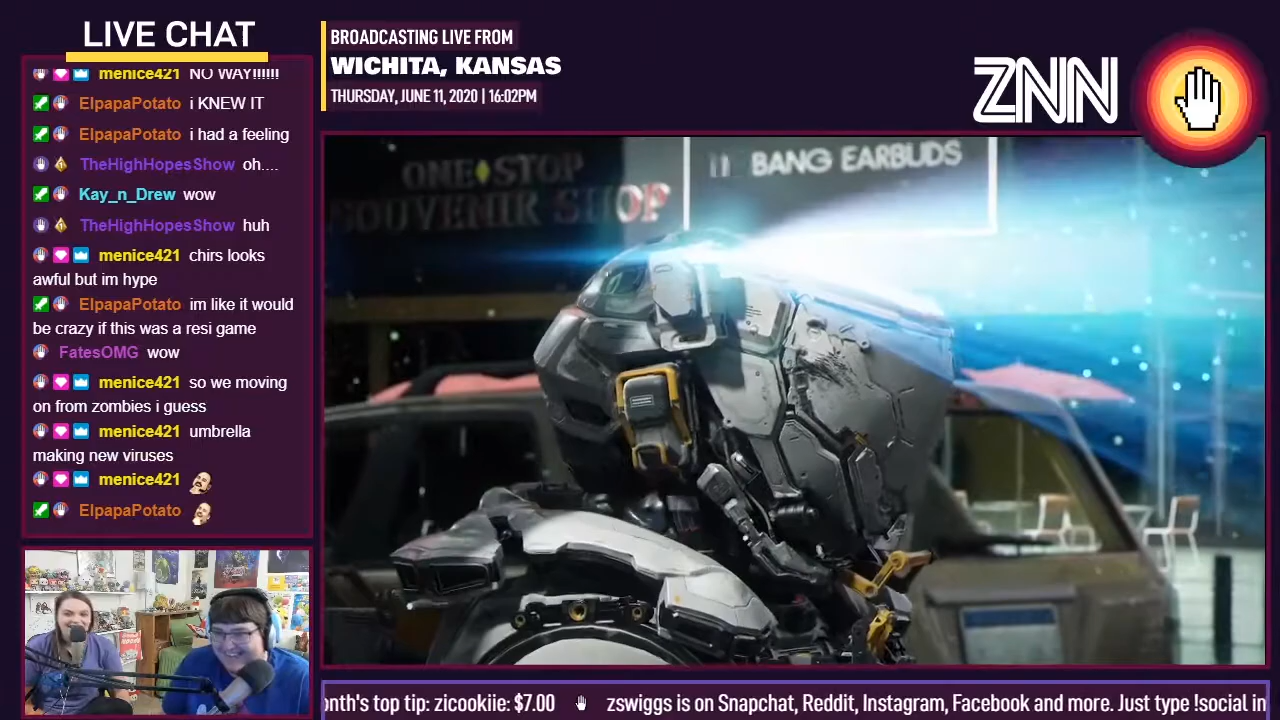 LIVE CHAT
menice421 NO WAY!!!!!!
ElpapaPotato i KNEW IT
ElpapaPotato i had a feeling
TheHighHopesShow oh....
Kay_n_Drew wow
TheHighHopesShow huh
menice421 chirs looks
awful but im hype
ElpapaPotato im like it would
be crazy if this was a resi game
FatesOMG wow
menice421 so we moving
on from zombies i guess
menice421 umbrella
making new viruses
menice421
ElpapaPotato
BROADCASTING LIVE FROM
WICHITA, KANSAS
THURSDAY, JUNE 11, 2020 | 16:02PM
ZNN
ONE STOP
SOUVENIR SHOP
BANG EARBUDS
onth's top tip: zicookiie: $7.00 zswiggs is on Snapchat, Reddit, Instagram, Facebook and more. Just type !social in